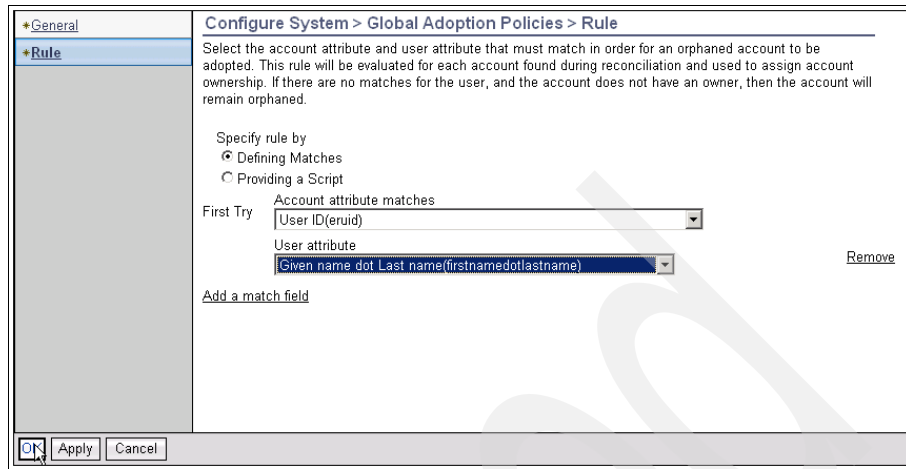 *General
*Rule
Configure System > Global Adoption Policies > Rule
Select the account attribute and user attribute that must match in order for an orphaned account to be
adopted. This rule will be evaluated for each account found during reconciliation and used to assign account
ownership. If there are no matches for the user, and the account does not have an owner, then the account will
remain orphaned.
Specify rule by
Defining Matches
Providing a Script
First Try
Account attribute matches
User ID(eruid)
User attribute
Given name dot Last name(firstnamedotlastname)
Remove
Add a match field
OK Apply Cancel